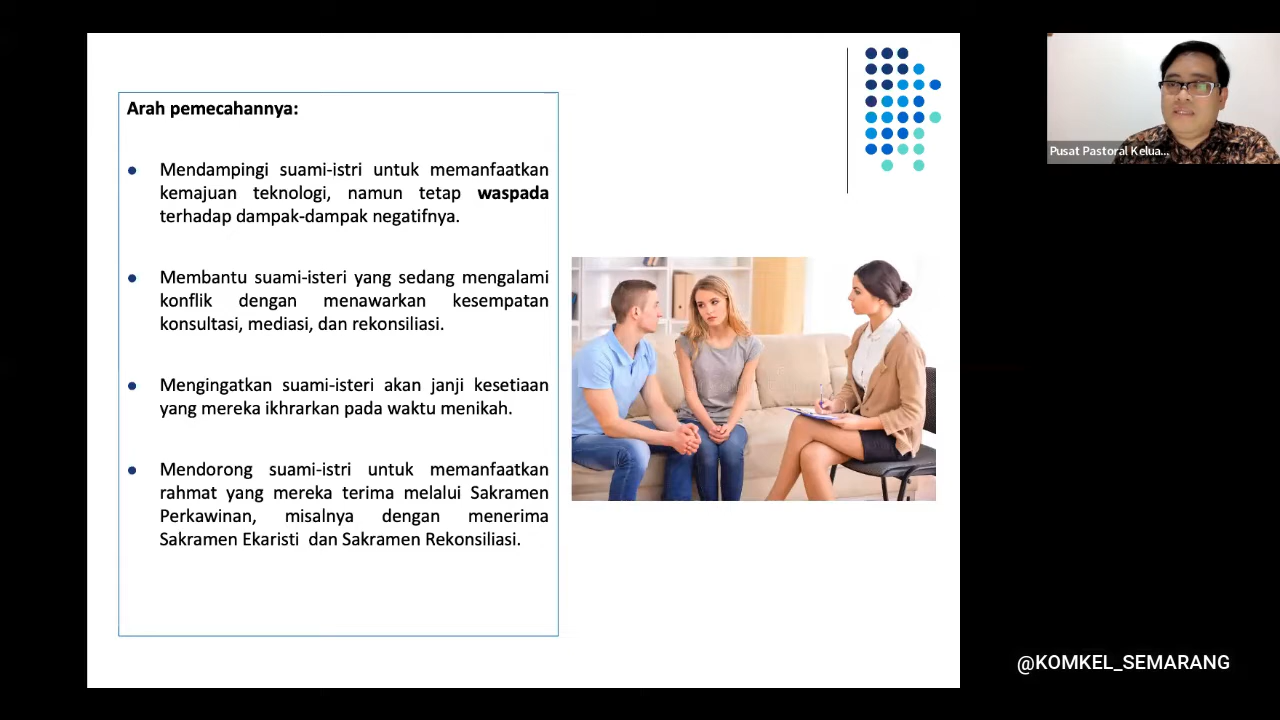 Arah pemecahannya:
Mendampingi suami-istri untuk memanfaatkan
kemajuan teknologi, namun tetap waspada
terhadap dampak-dampak negatifnya.
Membantu suami-isteri yang sedang mengalami
konflik dengan menawarkan kesempatan
konsultasi, mediasi, dan rekonsiliasi.
Mengingatkan suami-isteri akan janji kesetiaan
yang mereka ikhrarkan pada waktu menikah.
Mendorong suami-istri untuk memanfaatkan
rahmat yang mereka terima melalui Sakramen
Perkawinan, misalnya dengan menerima
Sakramen Ekaristi dan Sakramen Rekonsiliasi.
Pusat Pastoral Kelua...
@KOMKEL_SEMARANG